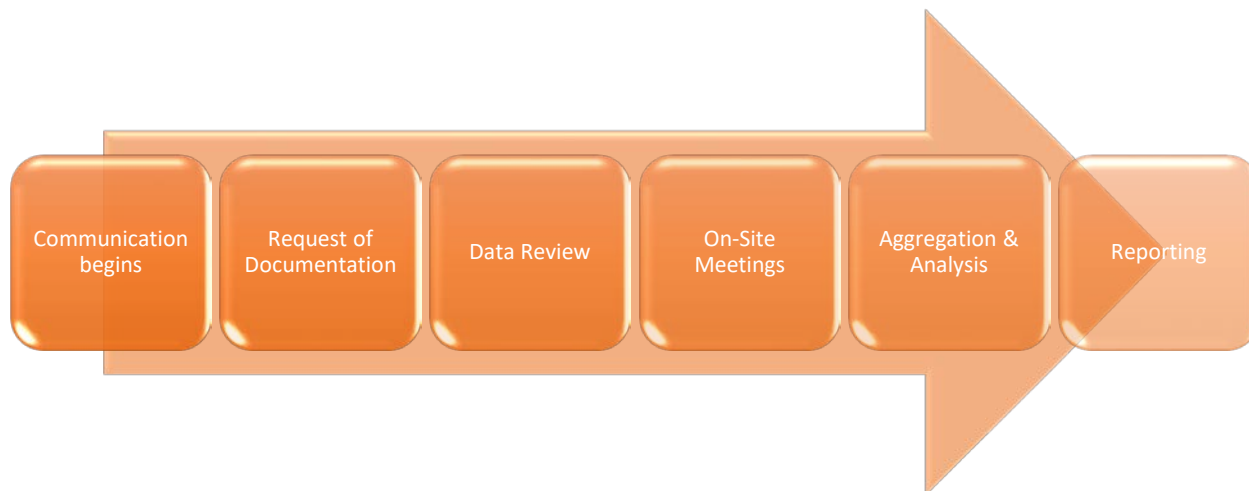 Communication
begins
Request of
Documentation
Data Review
On-Site
Meetings
Aggregation &
Analysis
Reporting